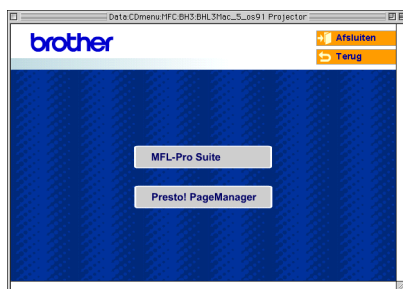 Data:CDmenu:MFC:BH3:BHL3Mac_5_os91 Projector
brother
Afsluiten
Terug
MFL-Pro Suite
Presto! PageManager